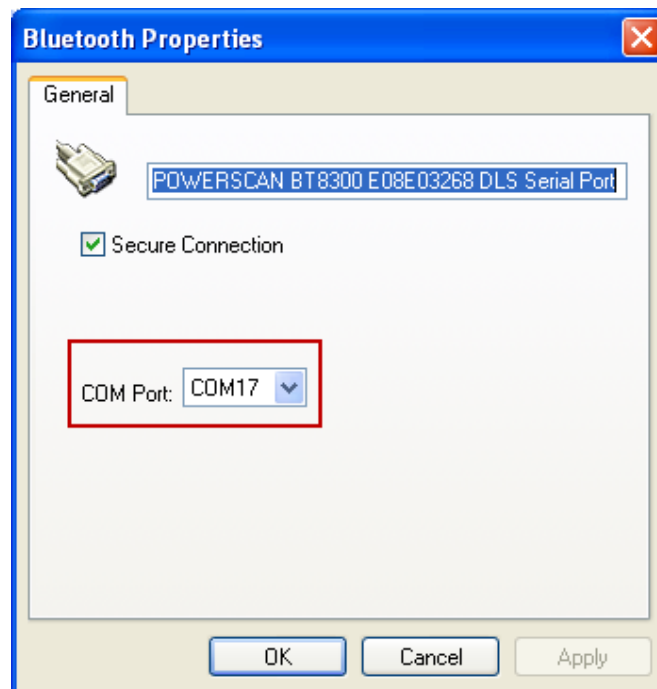 Bluetooth Properties
General
POWERSCAN BT8300 E08E03268 DLS Serial Port
Secure Connection
COM Port: COM17
OK Cancel Apply